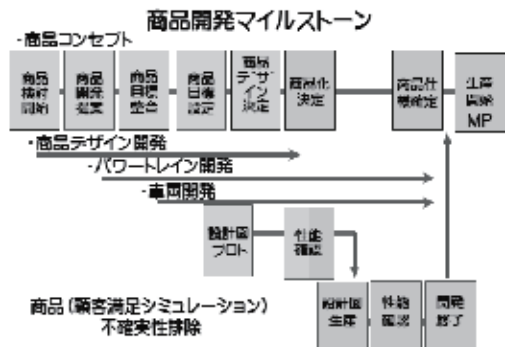 商品開発マイルストーン
・商品コンセプト
商品
検討
開始
商品
開発
提案
商品
目標
整合
商品
目標
設定
商品
デザ
イン
決定
商品化
決定
商品仕
様確定
生産
開始
MP
・商品デザイン開発
・パワートレイン開発
・車両開発
設計図
プロト
性能
確認
設計図
生産
性能
確認
開発
終了
商品(顧客満足シミュレーション)
不確実性排除